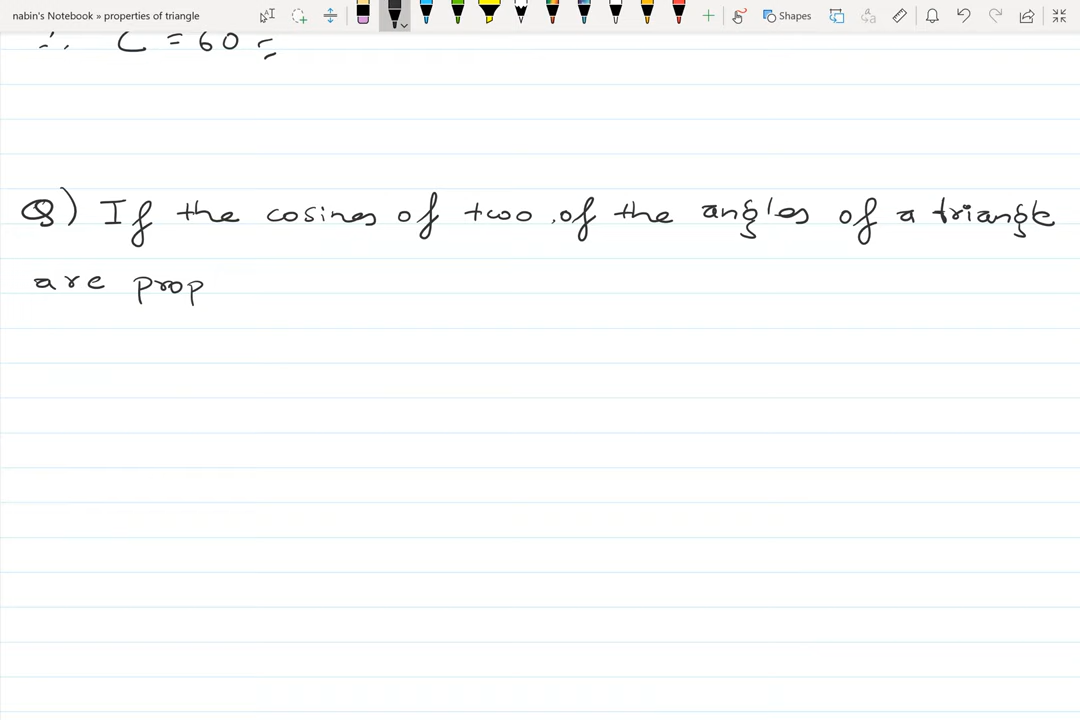 nabin's Notebook » properties of triangle
Shapes
∴ C = 60
Q) If the cosines of two of the angles of a triangle
are prop